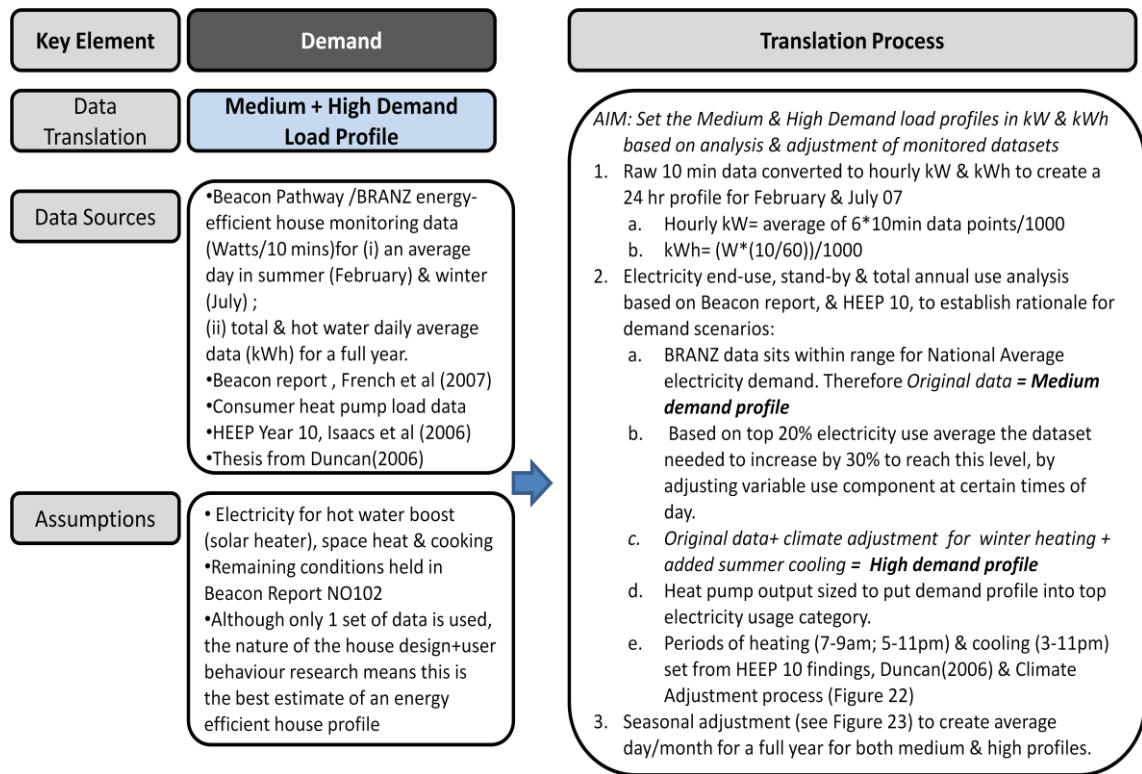 Key Element
Demand
Data
Translation
Medium + High Demand
Load Profile
Data Sources
•Beacon Pathway /BRANZ energy-
efficient house monitoring data
(Watts/10 mins)for (i) an average
day in summer (February) & winter
(July) ;
(ii) total & hot water daily average
data (kWh) for a full year.
•Beacon report , French et al (2007)
•Consumer heat pump load data
•HEEP Year 10, Isaacs et al (2006)
•Thesis from Duncan(2006)
Assumptions
• Electricity for hot water boost
(solar heater), space heat & cooking
•Remaining conditions held in
Beacon Report NO102
•Although only 1 set of data is used,
the nature of the house design+user
behaviour research means this is
the best estimate of an energy
efficient house profile
Translation Process
AIM: Set the Medium & High Demand load profiles in kW & kWh
based on analysis & adjustment of monitored datasets
1. Raw 10 min data converted to hourly kW & kWh to create a
24 hr profile for February & July 07
a. Hourly kW= average of 6*10min data points/1000
b. kWh= (W*(10/60))/1000
2. Electricity end-use, stand-by & total annual use analysis
based on Beacon report, & HEEP 10, to establish rationale for
demand scenarios:
a. BRANZ data sits within range for National Average
electricity demand. Therefore Original data = Medium
demand profile
b. Based on top 20% electricity use average the dataset
needed to increase by 30% to reach this level, by
adjusting variable use component at certain times of
day.
c. Original data+ climate adjustment for winter heating +
added summer cooling = High demand profile
d. Heat pump output sized to put demand profile into top
electricity usage category.
e. Periods of heating (7-9am; 5-11pm) & cooling (3-11pm)
set from HEEP 10 findings, Duncan(2006) & Climate
Adjustment process (Figure 22)
3. Seasonal adjustment (see Figure 23) to create average
day/month for a full year for both medium & high profiles.